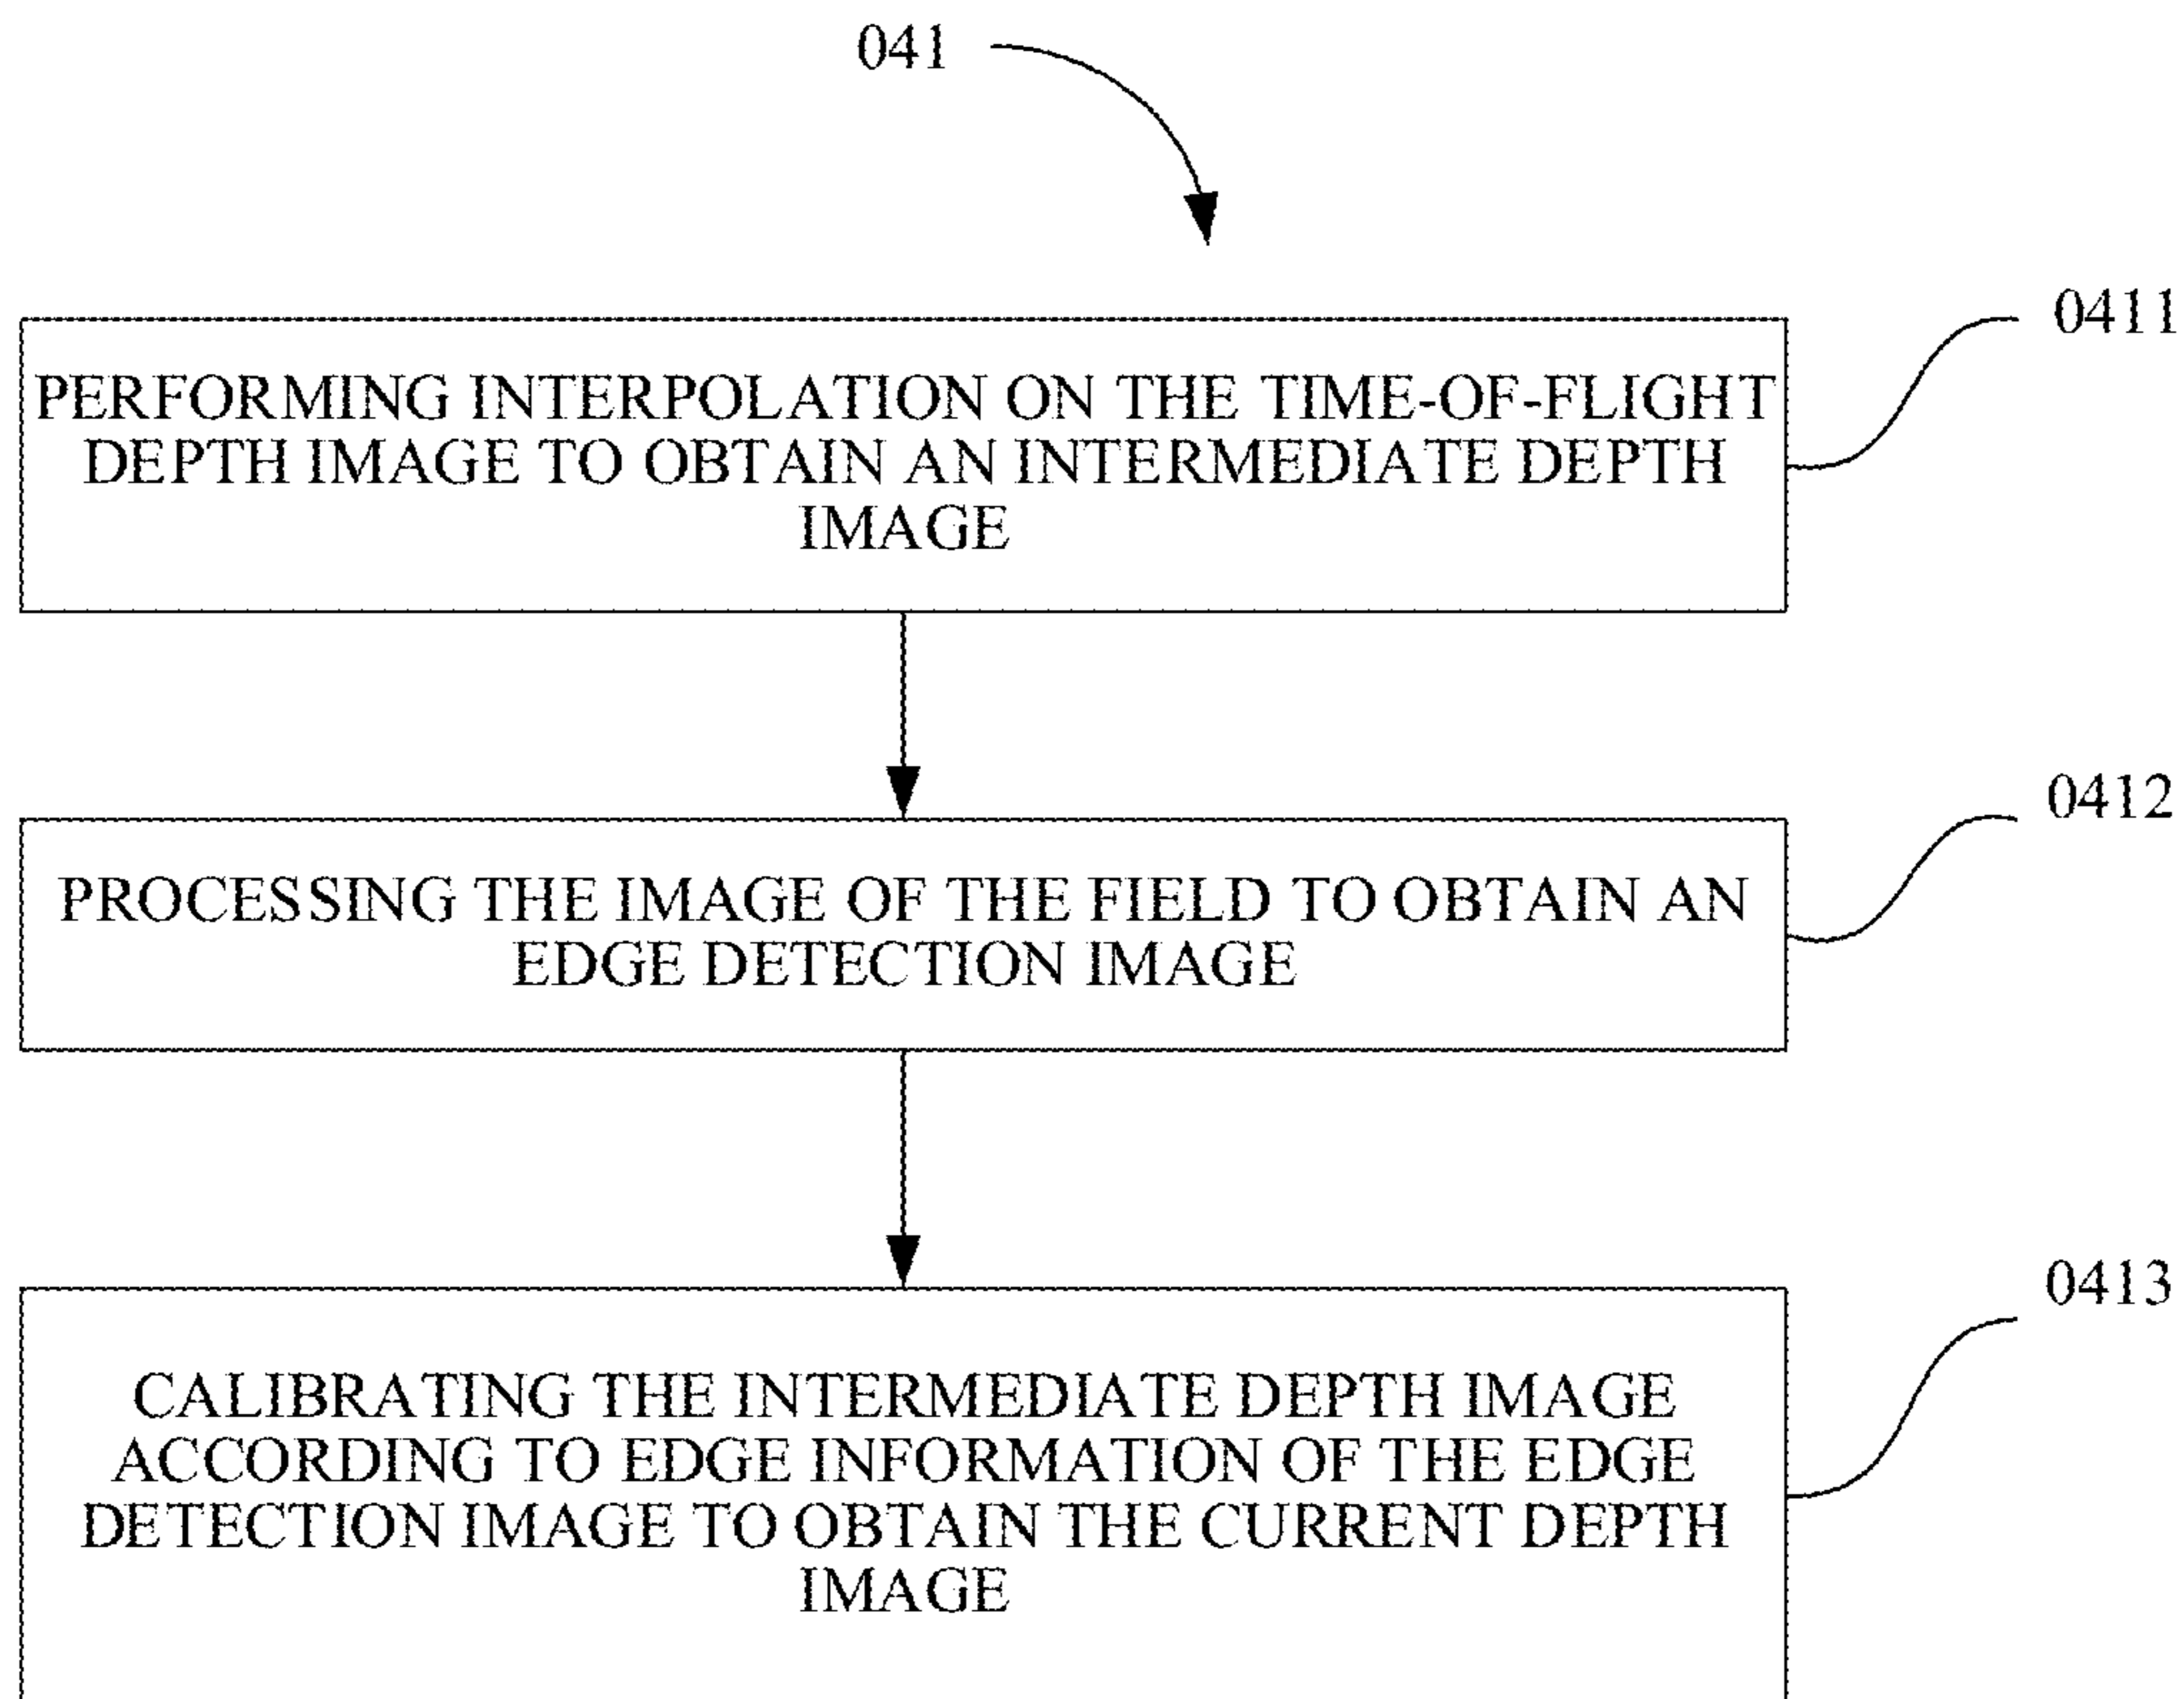 041
0411
PERFORMING INTERPOLATION ON THE TIME-OF-FLIGHT
DEPTH IMAGE TO OBTAIN AN INTERMEDIATE DEPTH
IMAGE
0412
PROCESSING THE IMAGE OF THE FIELD TO OBTAIN AN
EDGE DETECTION IMAGE
0413
CALIBRATING THE INTERMEDIATE DEPTH IMAGE
ACCORDING TO EDGE INFORMATION OF THE EDGE
DETECTION IMAGE TO OBTAIN THE CURRENT DEPTH
IMAGE